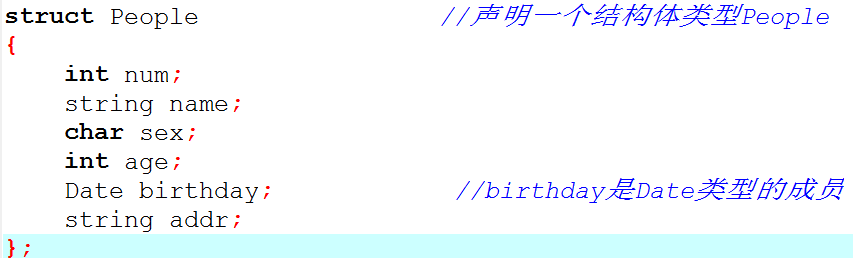 struct People //声明一个结构体类型People
{
int num;
string name;
char sex;
int age;
Date birthday; //birthday是Date类型的成员
string addr;
};